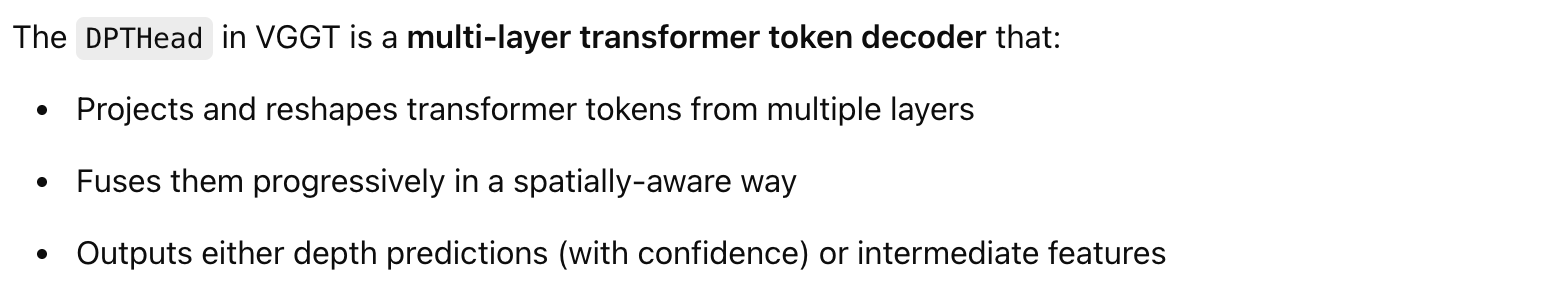 The DPTHead in VGGT is a multi-layer transformer token decoder that:
• Projects and reshapes transformer tokens from multiple layers
• Fuses them progressively in a spatially-aware way
• Outputs either depth predictions (with confidence) or intermediate features